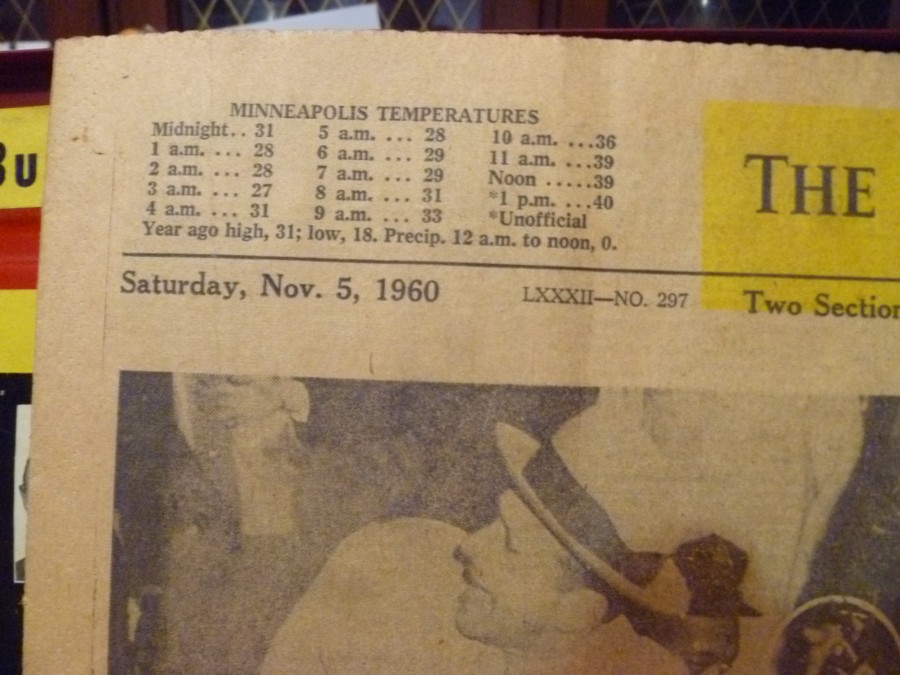 MINNEAPOLIS TEMPERATURES
Midnight.. 31 5 a.m. ... 28 10 a.m. ...36
1 a.m. ... 28 6 a.m. ... 29 11 a.m. ...39
2 a.m. ... 28 7 a.m. ... 29 Noon .....39
3 a.m. ... 27 8 a.m. ... 31 *1 p.m. ...40
4 a.m. ... 31 9 a.m. ... 33 *Unofficial
Year ago high, 31; low, 18. Precip. 12 a.m. to noon, 0.
THE
Saturday, Nov. 5, 1960 LXXXII—NO. 297 Two Section
Bu